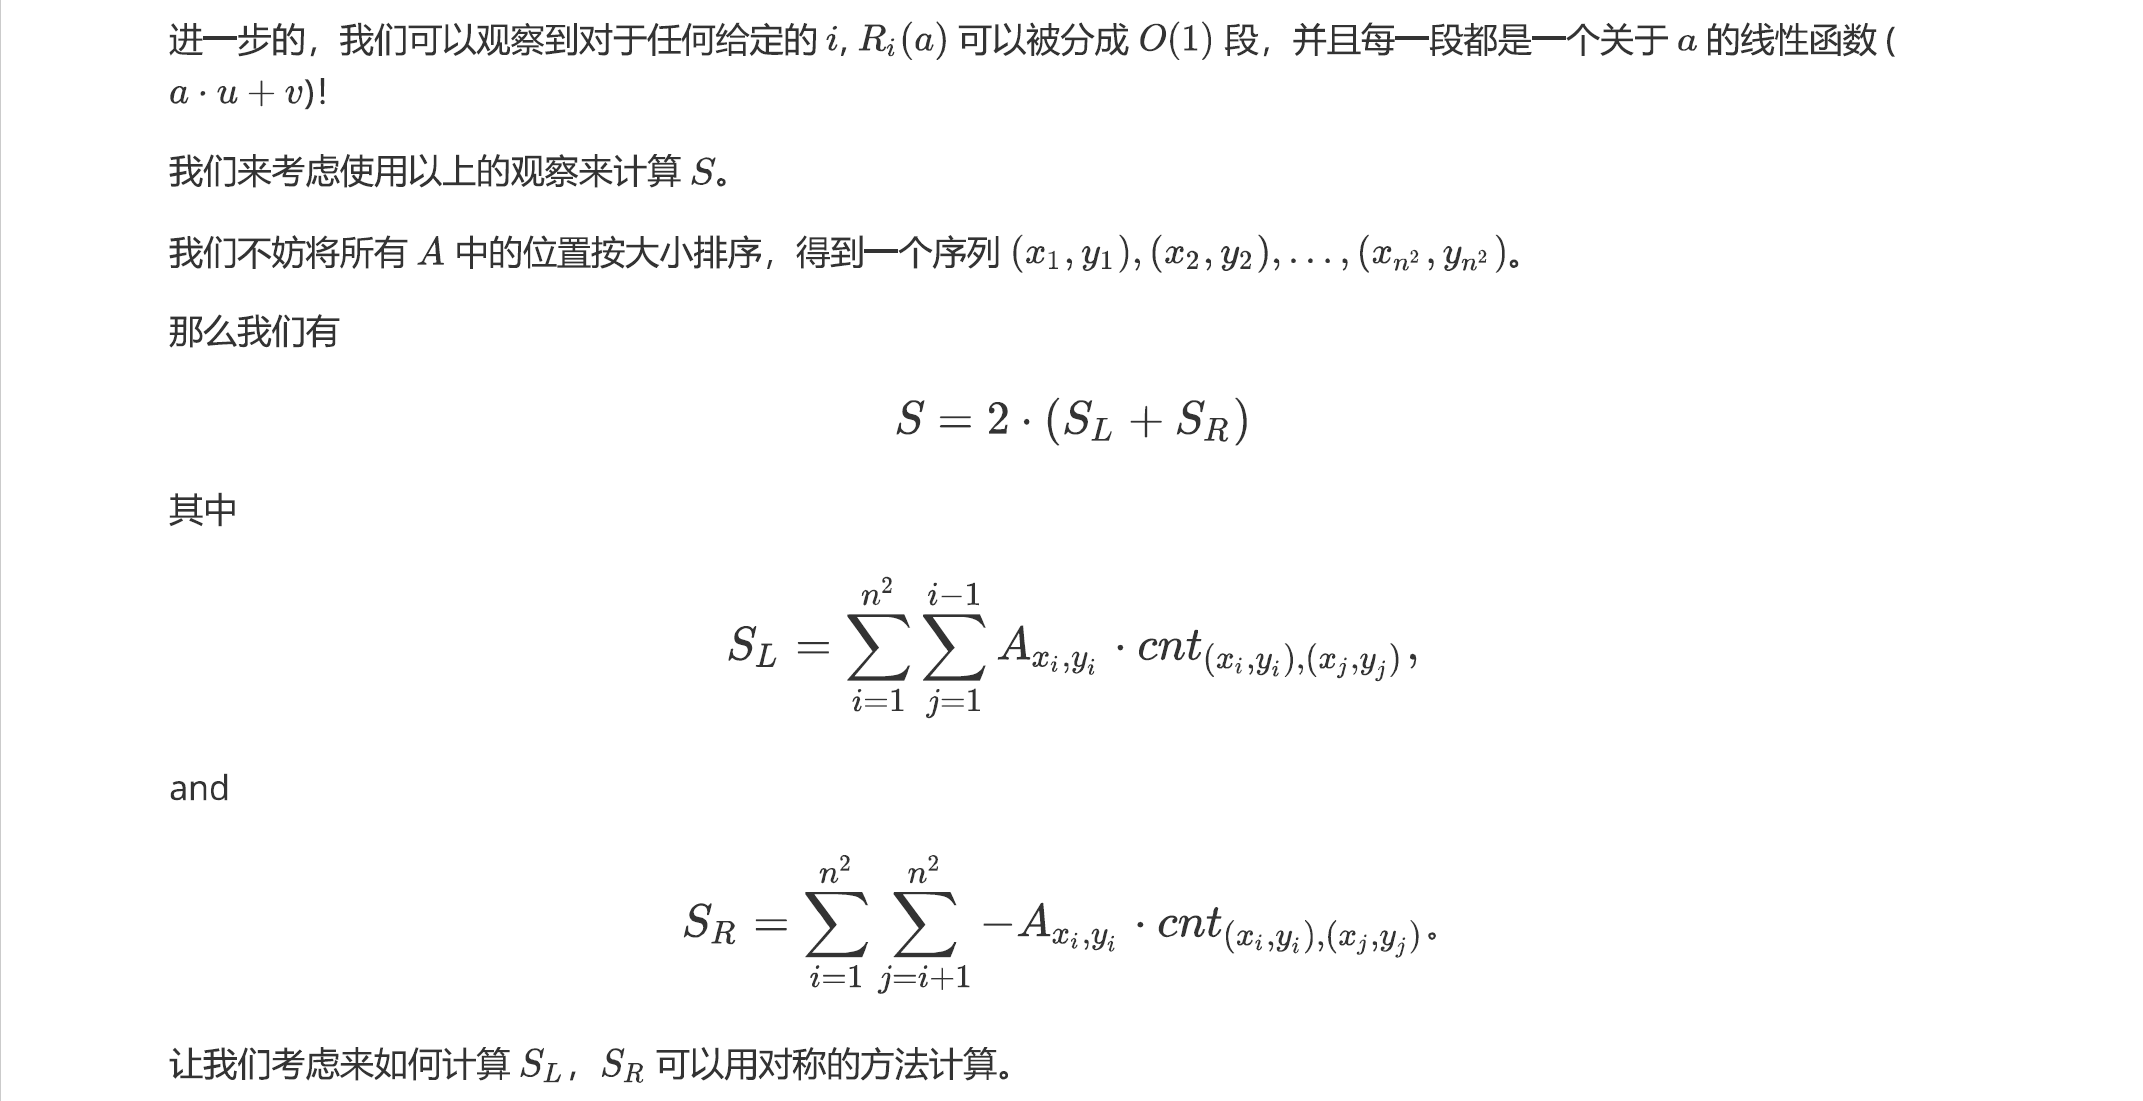 进一步的，我们可以观察到对于任何给定的 $i$, $R_i(a)$ 可以被分成 $O(1)$ 段，并且每一段都是一个关于 $a$ 的线性函数 (
$a \cdot u + v$)!
我们来考虑使用以上的观察来计算 $S$。
我们不妨将所有 $A$ 中的位置按大小排序，得到一个序列 $(x_1, y_1), (x_2, y_2), \ldots, (x_{n^2}, y_{n^2})$。
那么我们有
$S = 2 \cdot (S_L + S_R)$
其中
$S_L = \sum_{i=1}^{n^2} \sum_{j=1}^{i-1} A_{x_i,y_i} \cdot cnt_{(x_i,y_i),(x_j,y_j)},$
and
$S_R = \sum_{i=1}^{n^2} \sum_{j=i+1}^{n^2} -A_{x_i,y_i} \cdot cnt_{(x_i,y_i),(x_j,y_j)}。$
让我们考虑来如何计算 $S_L$，$S_R$ 可以用对称的方法计算。